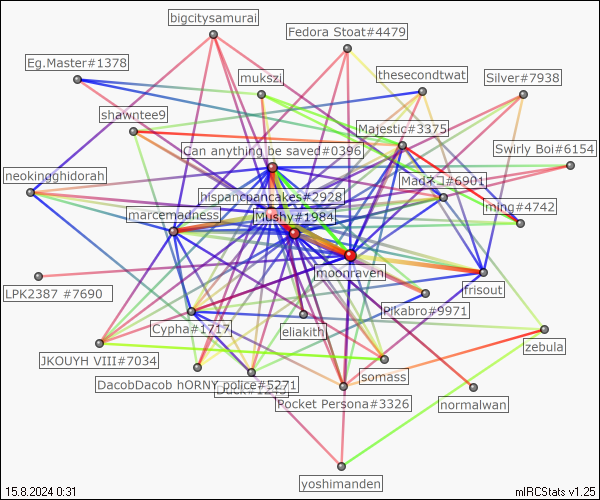 bigcitysamurai
Fedora Stoat#4479
Eg.Master#1378
mukszi
thesecondtwat
Silver#7938
shawntee9
Majestic#3375
Can anything be saved#0396
Swirly Boi#6154
neokingghidorah
Madネコ#6901
hispancpancakes#2928
marcemadness
Mushy#1984
ming#4742
moonraven
frisout
LPK2387 #7690
Pikabro#9971
Cypha#1717
eliakith
zebula
JKOUYH VIII#7034
somass
DacobDacob hORNY police#5271
Pocket Persona#3326
normalwan
yoshimanden
15.8.2024 0:31
mIRCStats v1.25